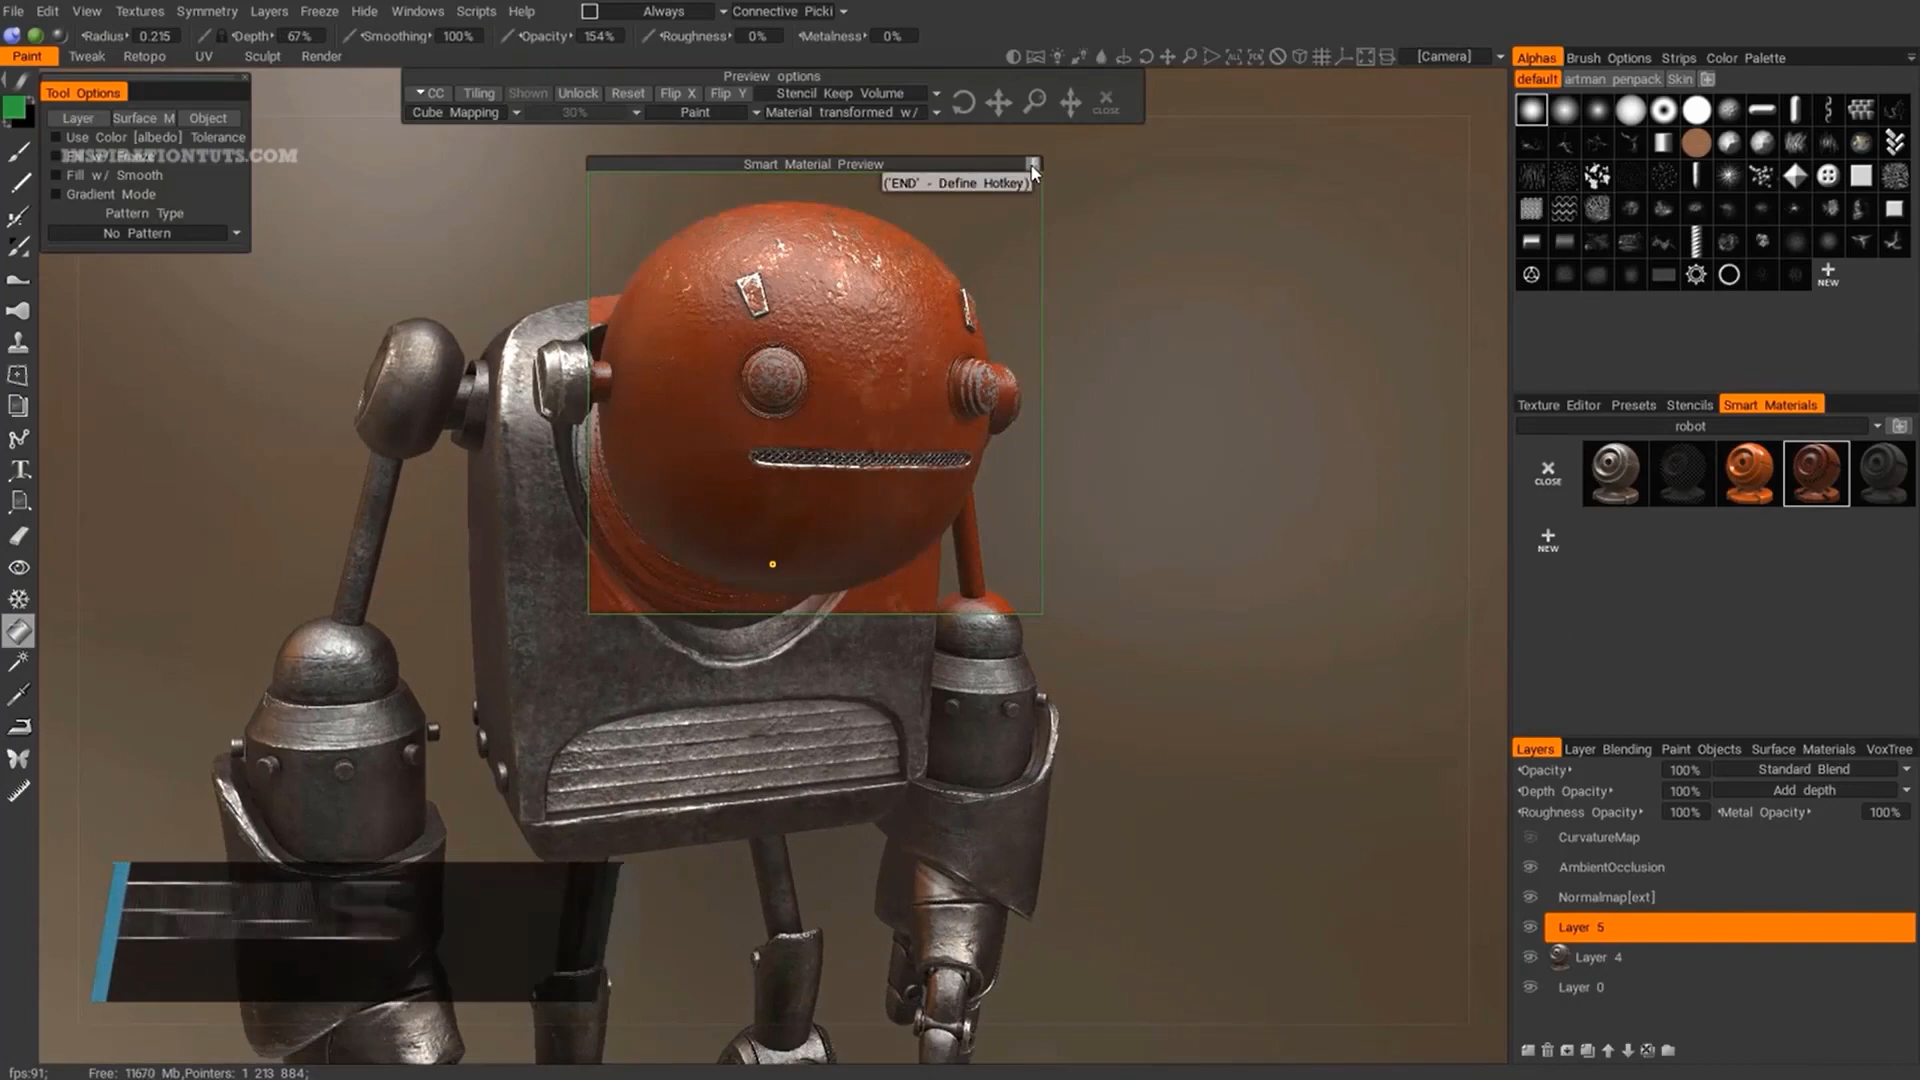 File Edit View Textures Symmetry Layers Freeze Hide Windows Scripts Help Always Connective Picki
Radius 0.215 Depth 67% Smoothing 100% Opacity 154% Roughness 0% Metalness 0%
Paint Tweak Retopo UV Sculpt Render [Camera]
Tool Options
Layer Surface M Object
Use Color [albedo] Tolerance
INSPIRATIONTUTS.COM
Fill w/ Smooth
Gradient Mode
Pattern Type
No Pattern
Preview options
CC Tiling Shown Unlock Reset Flip X Flip Y Stencil Keep Volume
Cube Mapping 30% Paint Material transformed w/ CLOSE
Smart Material Preview
('END' - Define Hotkey)
Alphas Brush Options Strips Color Palette
default artman penpack Skin
NEW
Texture Editor Presets Stencils Smart Materials
robot
CLOSE
NEW
Layers Layer Blending Paint Objects Surface Materials VoxTree
Opacity 100% Standard Blend
Depth Opacity 100% Add depth
Roughness Opacity 100% Metal Opacity 100%
CurvatureMap
AmbientOcclusion
Normalmap[ext]
Layer 5
Layer 4
Layer 0
fps:91; Free: 11670 Mb,Pointers: 1 213 884;